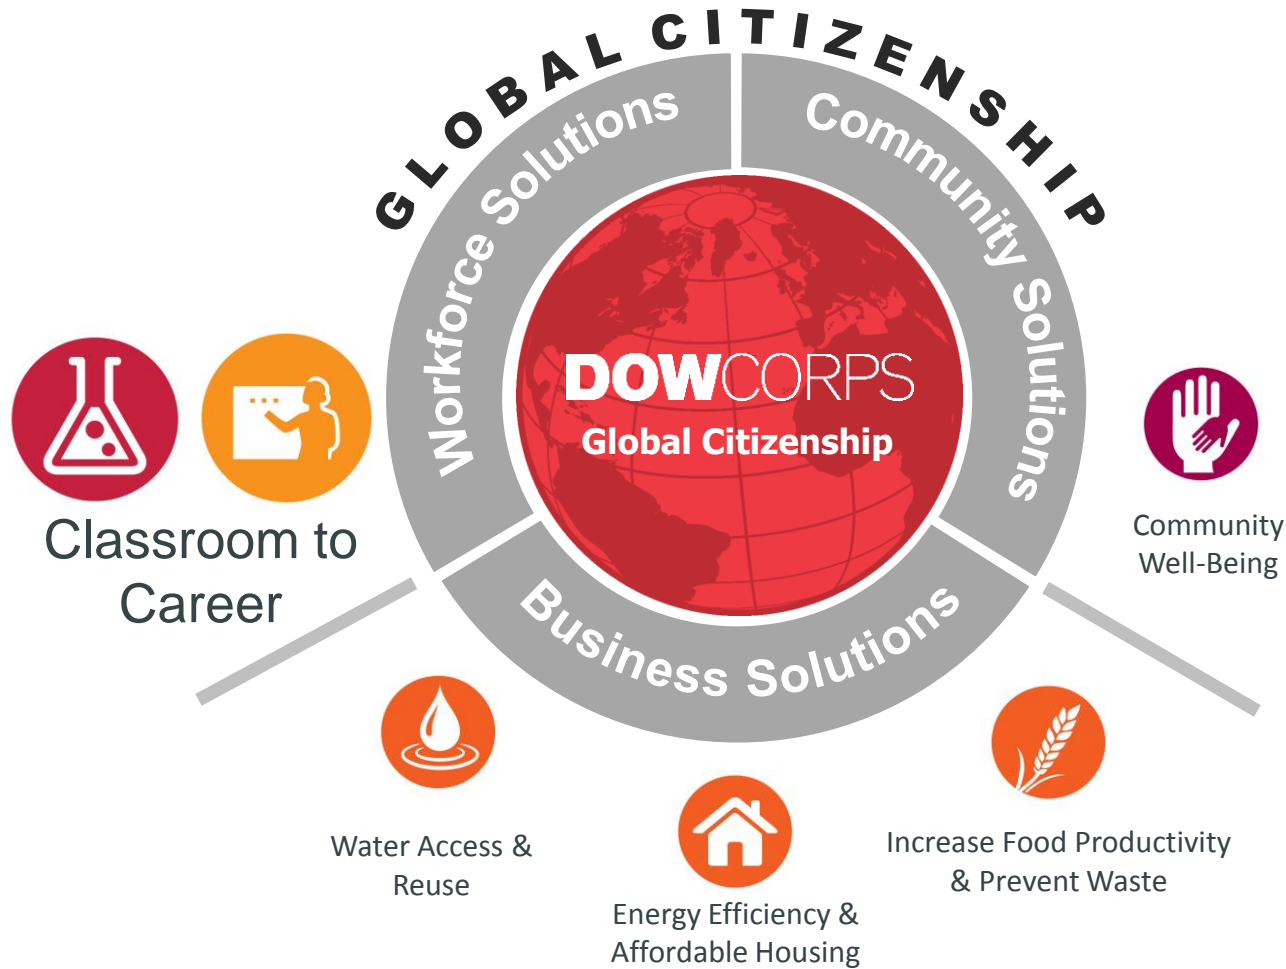 GLOBAL CITIZENSHIP
Workforce Solutions
Community Solutions
DOWCORPS
Global Citizenship
Classroom to
Career
Community
Well-Being
Business Solutions
Water Access &
Reuse
Increase Food Productivity
& Prevent Waste
Energy Efficiency &
Affordable Housing